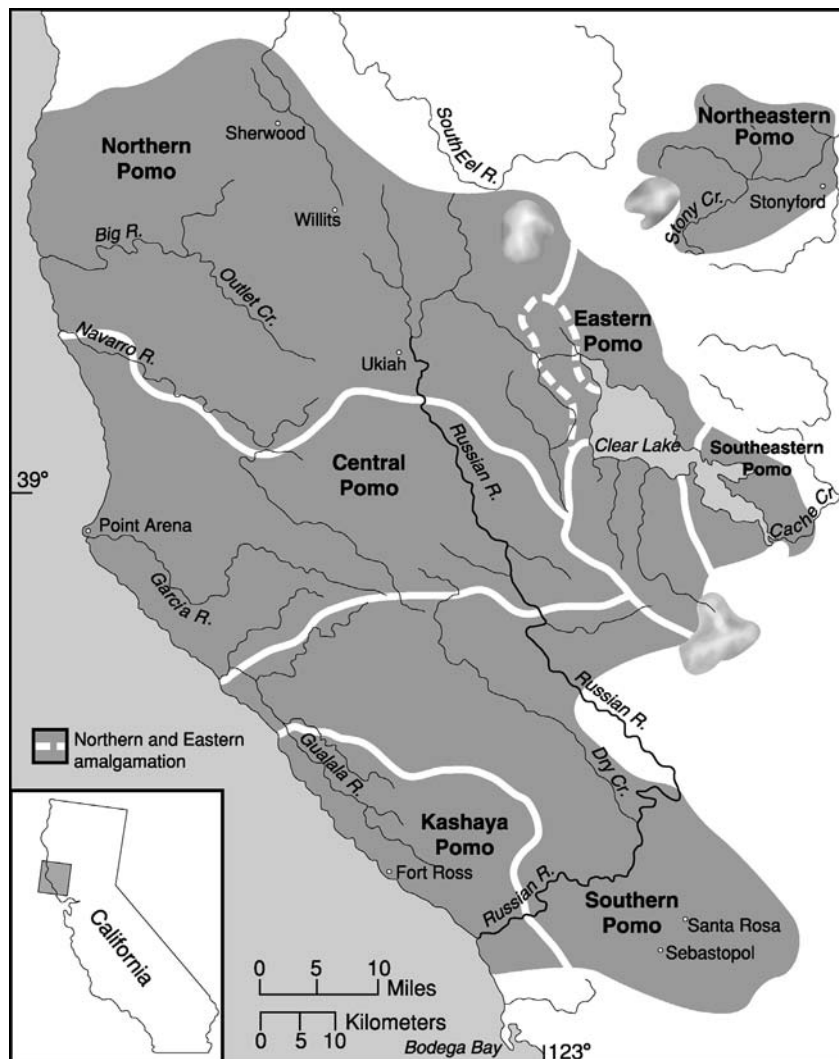 Northern
Pomo
Sherwood
Willits
South Eel R.
Northeastern
Pomo
Stony Cr.
Stonyford
Big R.
Outlet Cr.
Navarro R.
Ukiah
Eastern
Pomo
Clear Lake
Southeastern
Pomo
Cache Cr.
Central
Pomo
Russian R.
39°
Point Arena
Garcia R.
Russian R.
Northern and Eastern
amalgamation
Gualala R.
Dry Cr.
Kashaya
Pomo
Fort Ross
Russian R.
Southern
Pomo
Santa Rosa
Sebastopol
California
0 5 10
Miles
Kilometers
0 5 10
Bodega Bay
123°